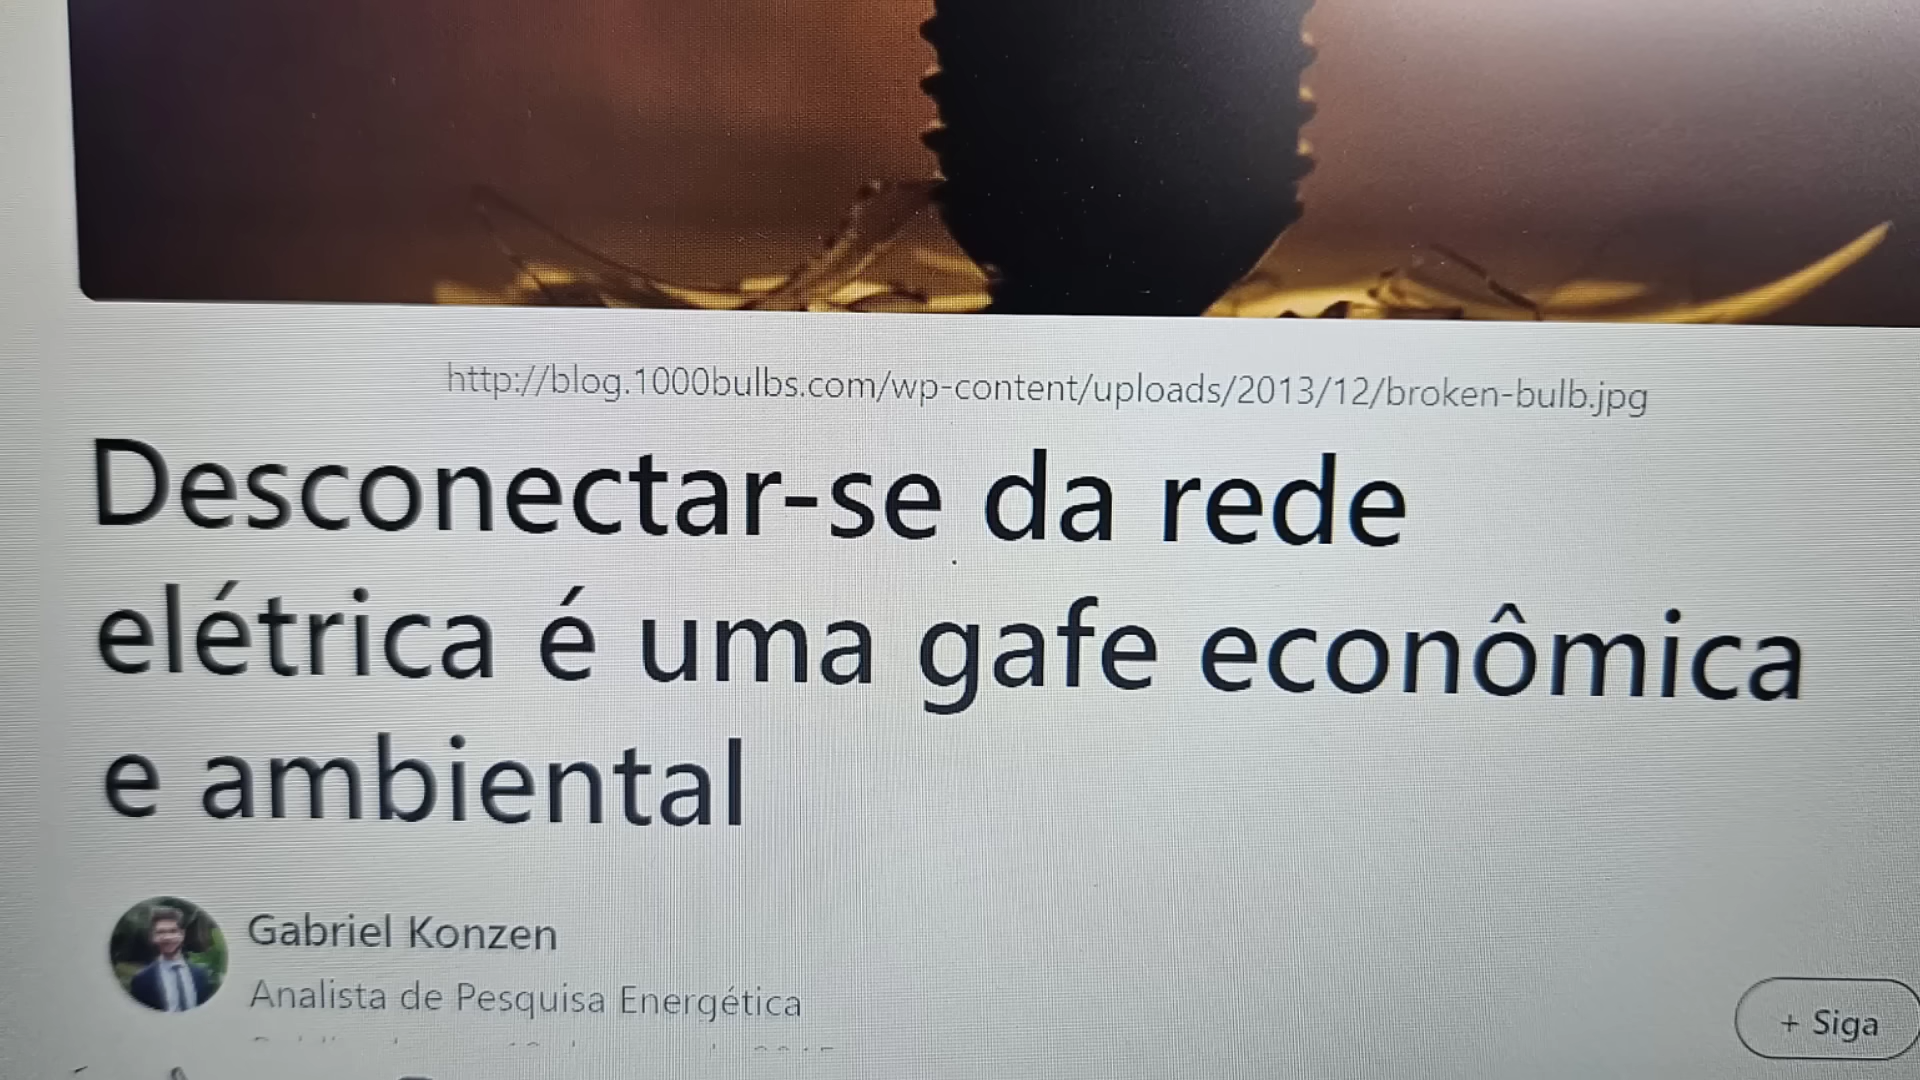 http://blog.1000bulbs.com/wp-content/uploads/2013/12/broken-bulb.jpg
Desconectar-se da rede
elétrica é uma gafe econômica
e ambiental
Gabriel Konzen
Analista de Pesquisa Energética
+ Siga